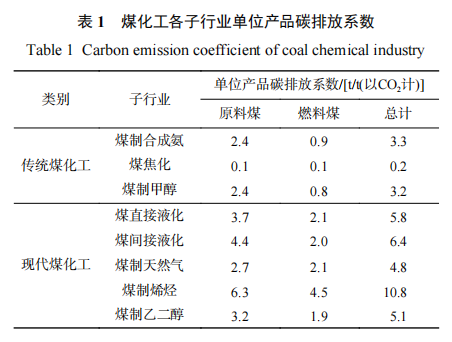 表 1 煤化工各子行业单位产品碳排放系数
Table 1 Carbon emission coefficient of coal chemical industry
类别 子行业 单位产品碳排放系数/[t/t(以CO₂计)]
原料煤 燃料煤 总计
传统煤化工
煤制合成氨 2.4 0.9 3.3
煤焦化 0.1 0.1 0.2
煤制甲醇 2.4 0.8 3.2
现代煤化工
煤直接液化 3.7 2.1 5.8
煤间接液化 4.4 2.0 6.4
煤制天然气 2.7 2.1 4.8
煤制烯烃 6.3 4.5 10.8
煤制乙二醇 3.2 1.9 5.1